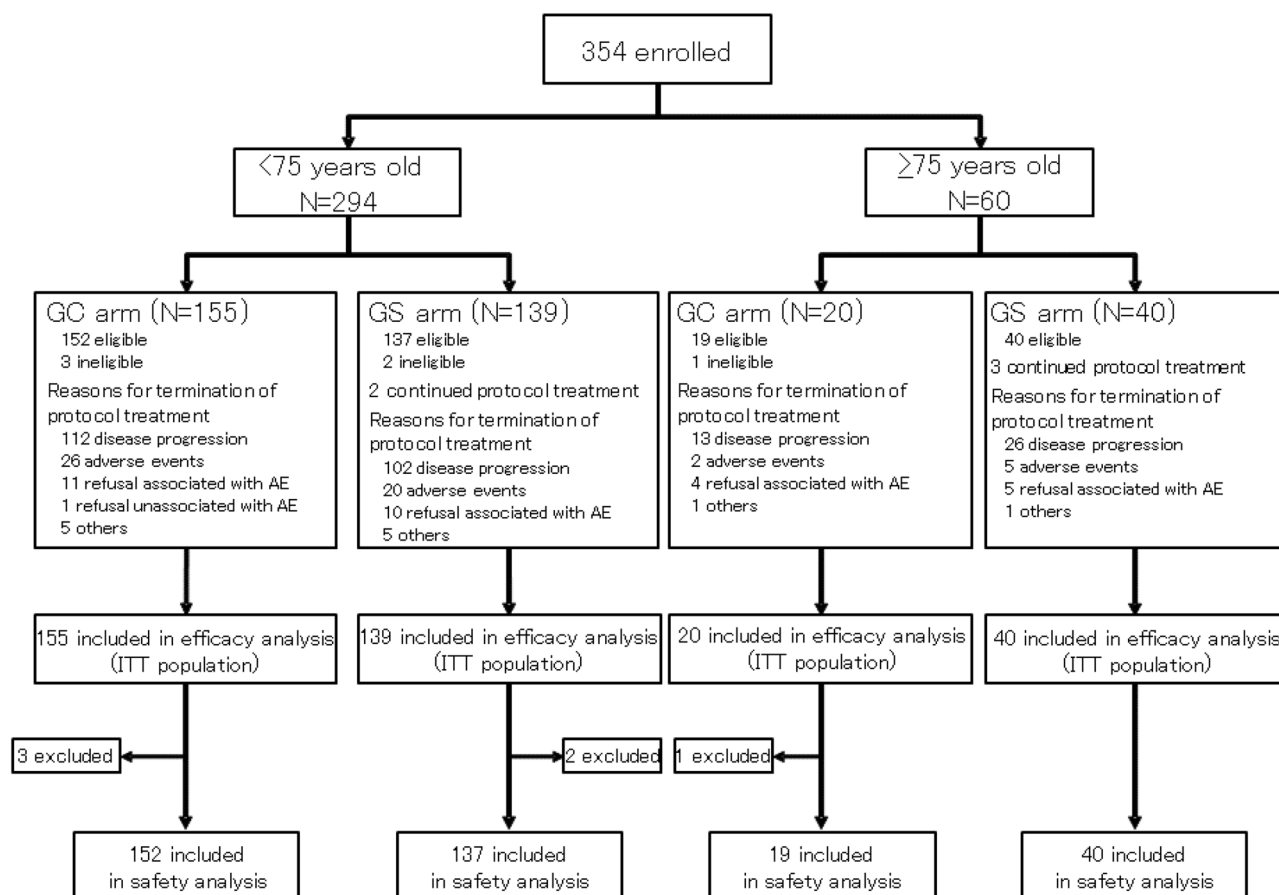 354 enrolled
<75 years old
N=294
≥75 years old
N=60
GC arm (N=155)
152 eligible
3 ineligible
Reasons for termination of
protocol treatment
112 disease progression
26 adverse events
11 refusal associated with AE
1 refusal unassociated with AE
5 others
GS arm (N=139)
137 eligible
2 ineligible
2 continued protocol treatment
Reasons for termination of
protocol treatment
102 disease progression
20 adverse events
10 refusal associated with AE
5 others
GC arm (N=20)
19 eligible
1 ineligible
Reasons for termination of
protocol treatment
13 disease progression
2 adverse events
4 refusal associated with AE
1 others
GS arm (N=40)
40 eligible
3 continued protocol treatment
Reasons for termination of
protocol treatment
26 disease progression
5 adverse events
5 refusal associated with AE
1 others
155 included in efficacy analysis
(ITT population)
139 included in efficacy analysis
(ITT population)
20 included in efficacy analysis
(ITT population)
40 included in efficacy analysis
(ITT population)
3 excluded
2 excluded
1 excluded
152 included
in safety analysis
137 included
in safety analysis
19 included
in safety analysis
40 included
in safety analysis